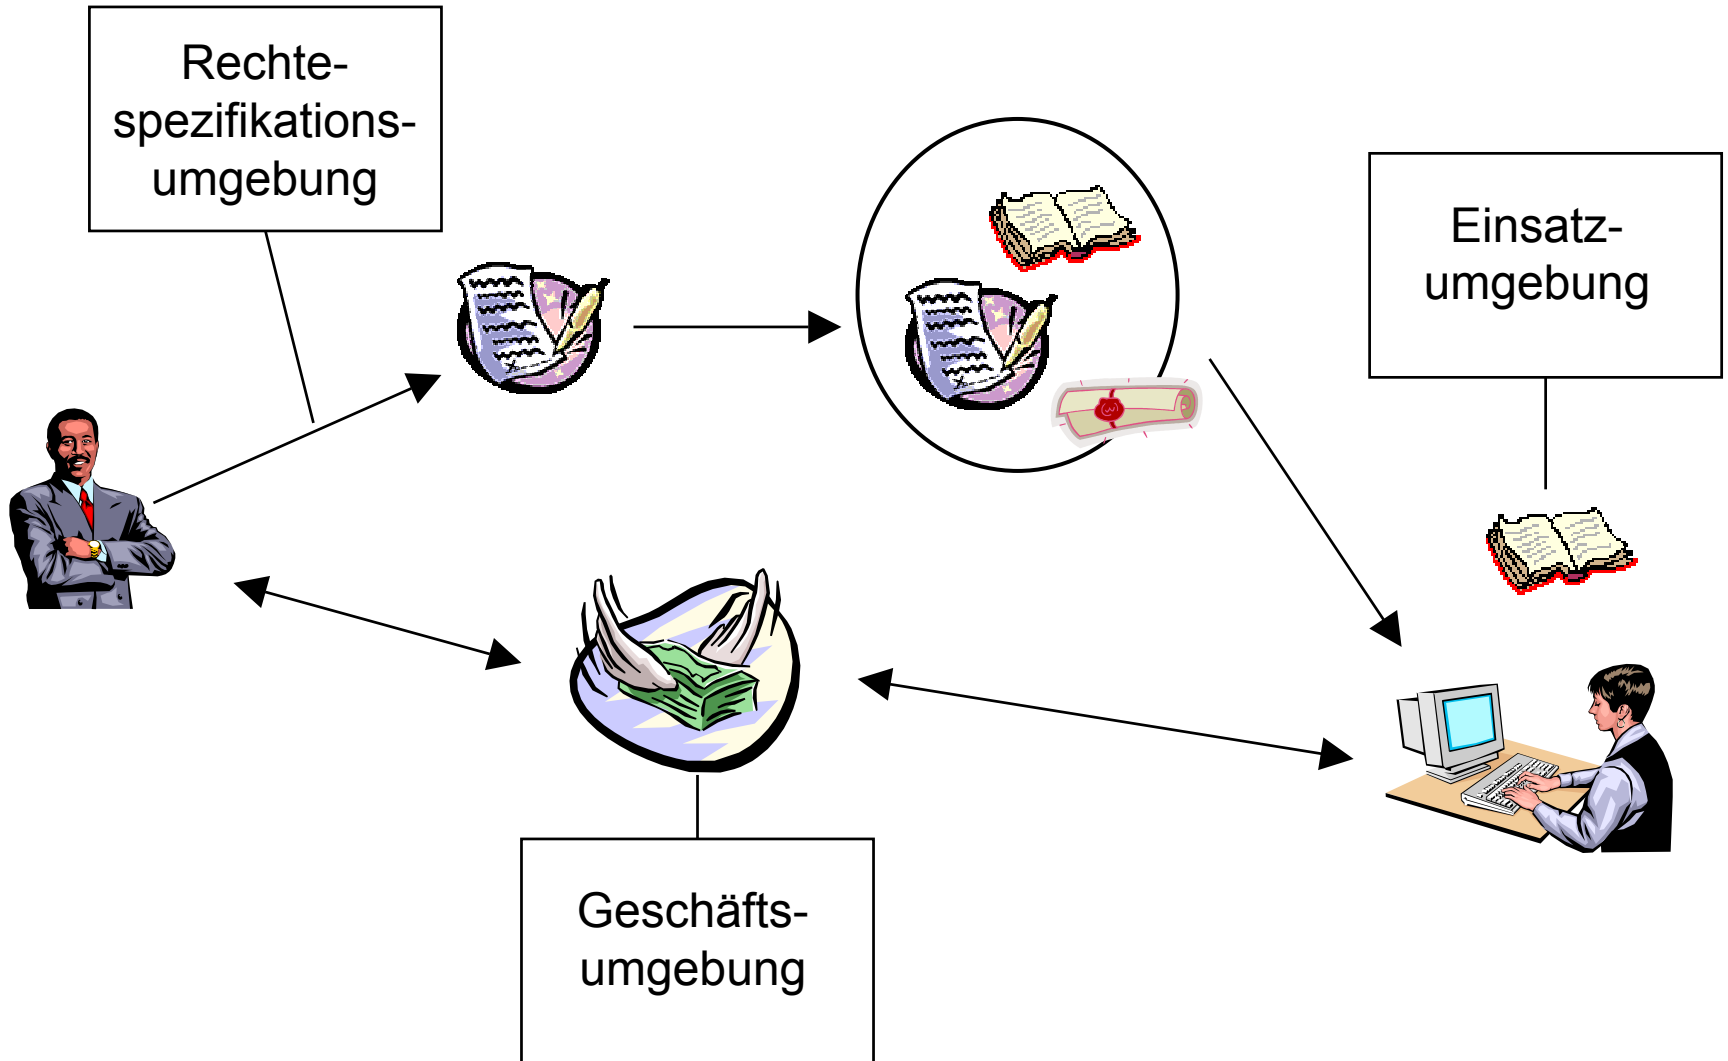 Rechte-
spezifikations-
umgebung
Einsatz-
umgebung
Geschäfts-
umgebung